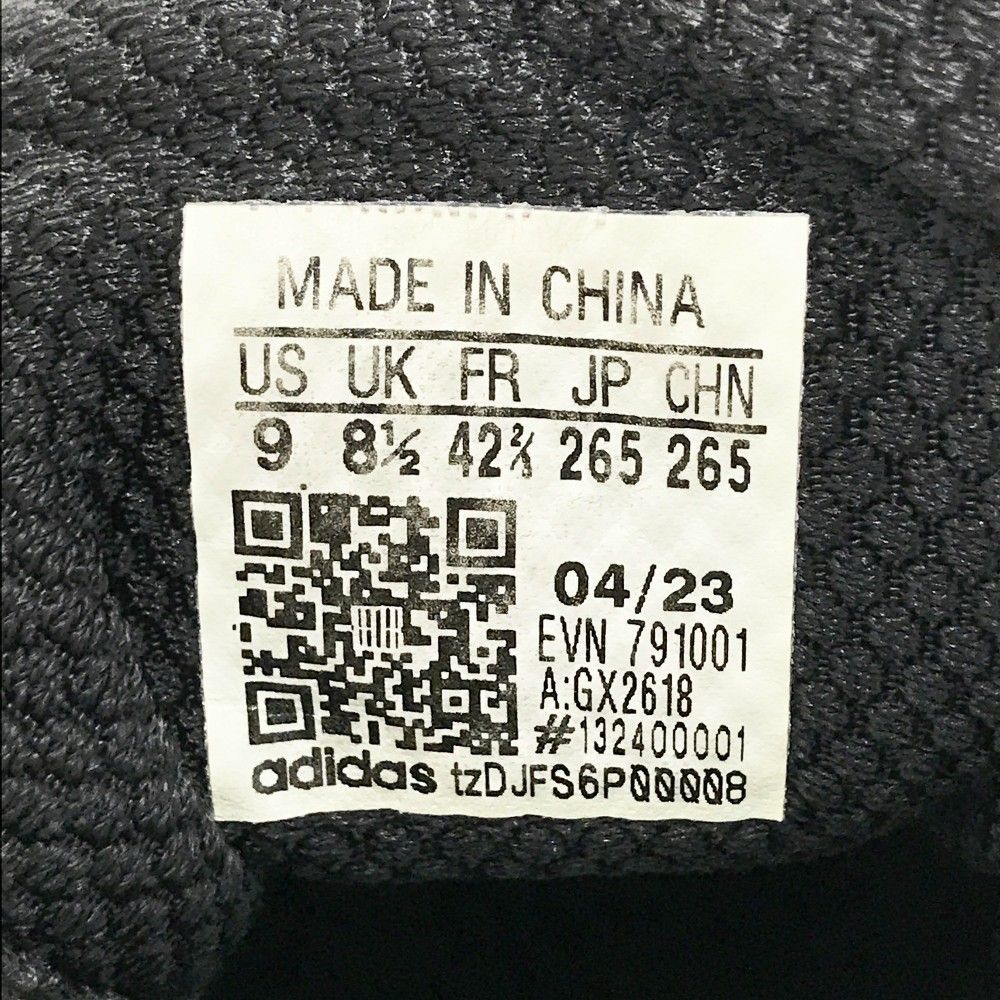 MADE IN CHINA
US UK FR JP CHN
9 8½ 42⅔ 265 265
04/23
EVN 791001
A:GX2618
#132400001
adidas tzDJFS6P00008